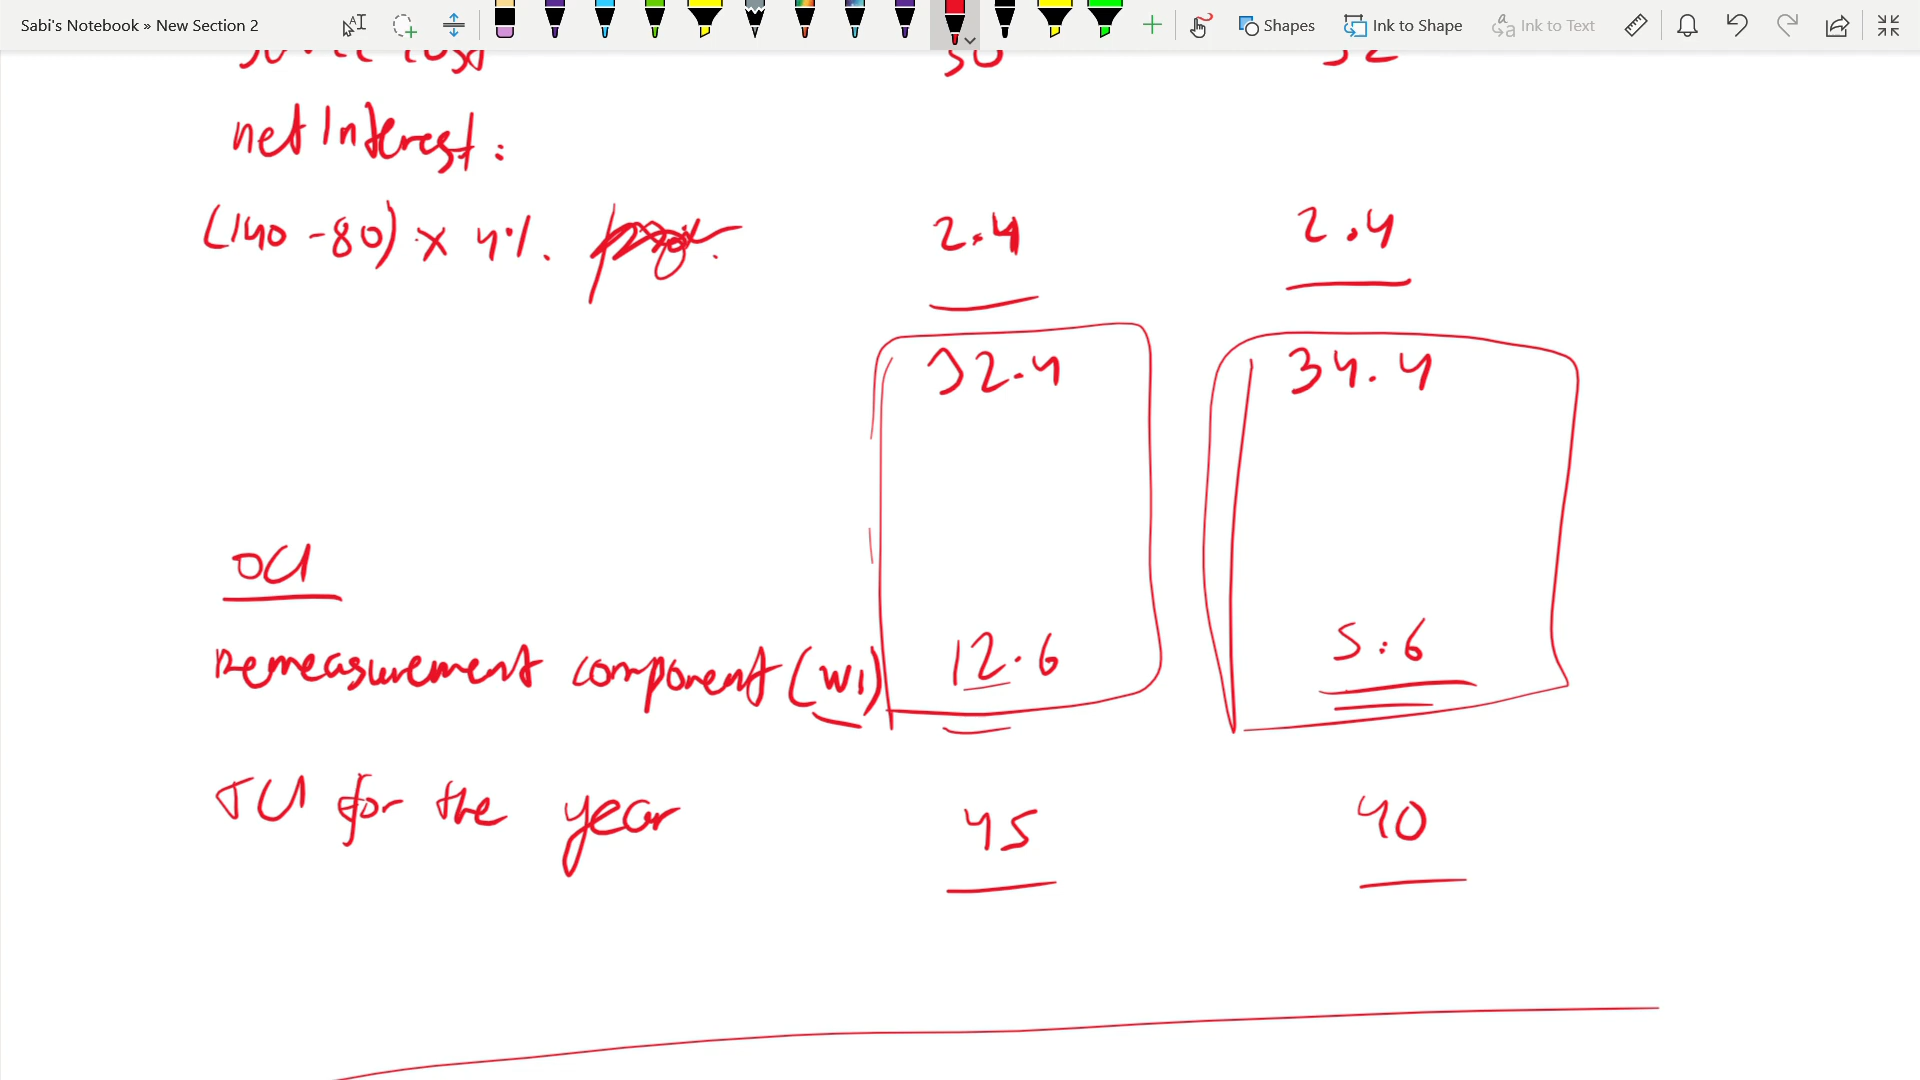 Sabi's Notebook » New Section 2 Shapes Ink to Shape Ink to Text
30 32
net Interest:
(140 - 80) × 4%. 2.4 2.4
32.4 34.4
OCI
Remeasurement component (W1) 12.6 5.6
TCI for the year 45 40